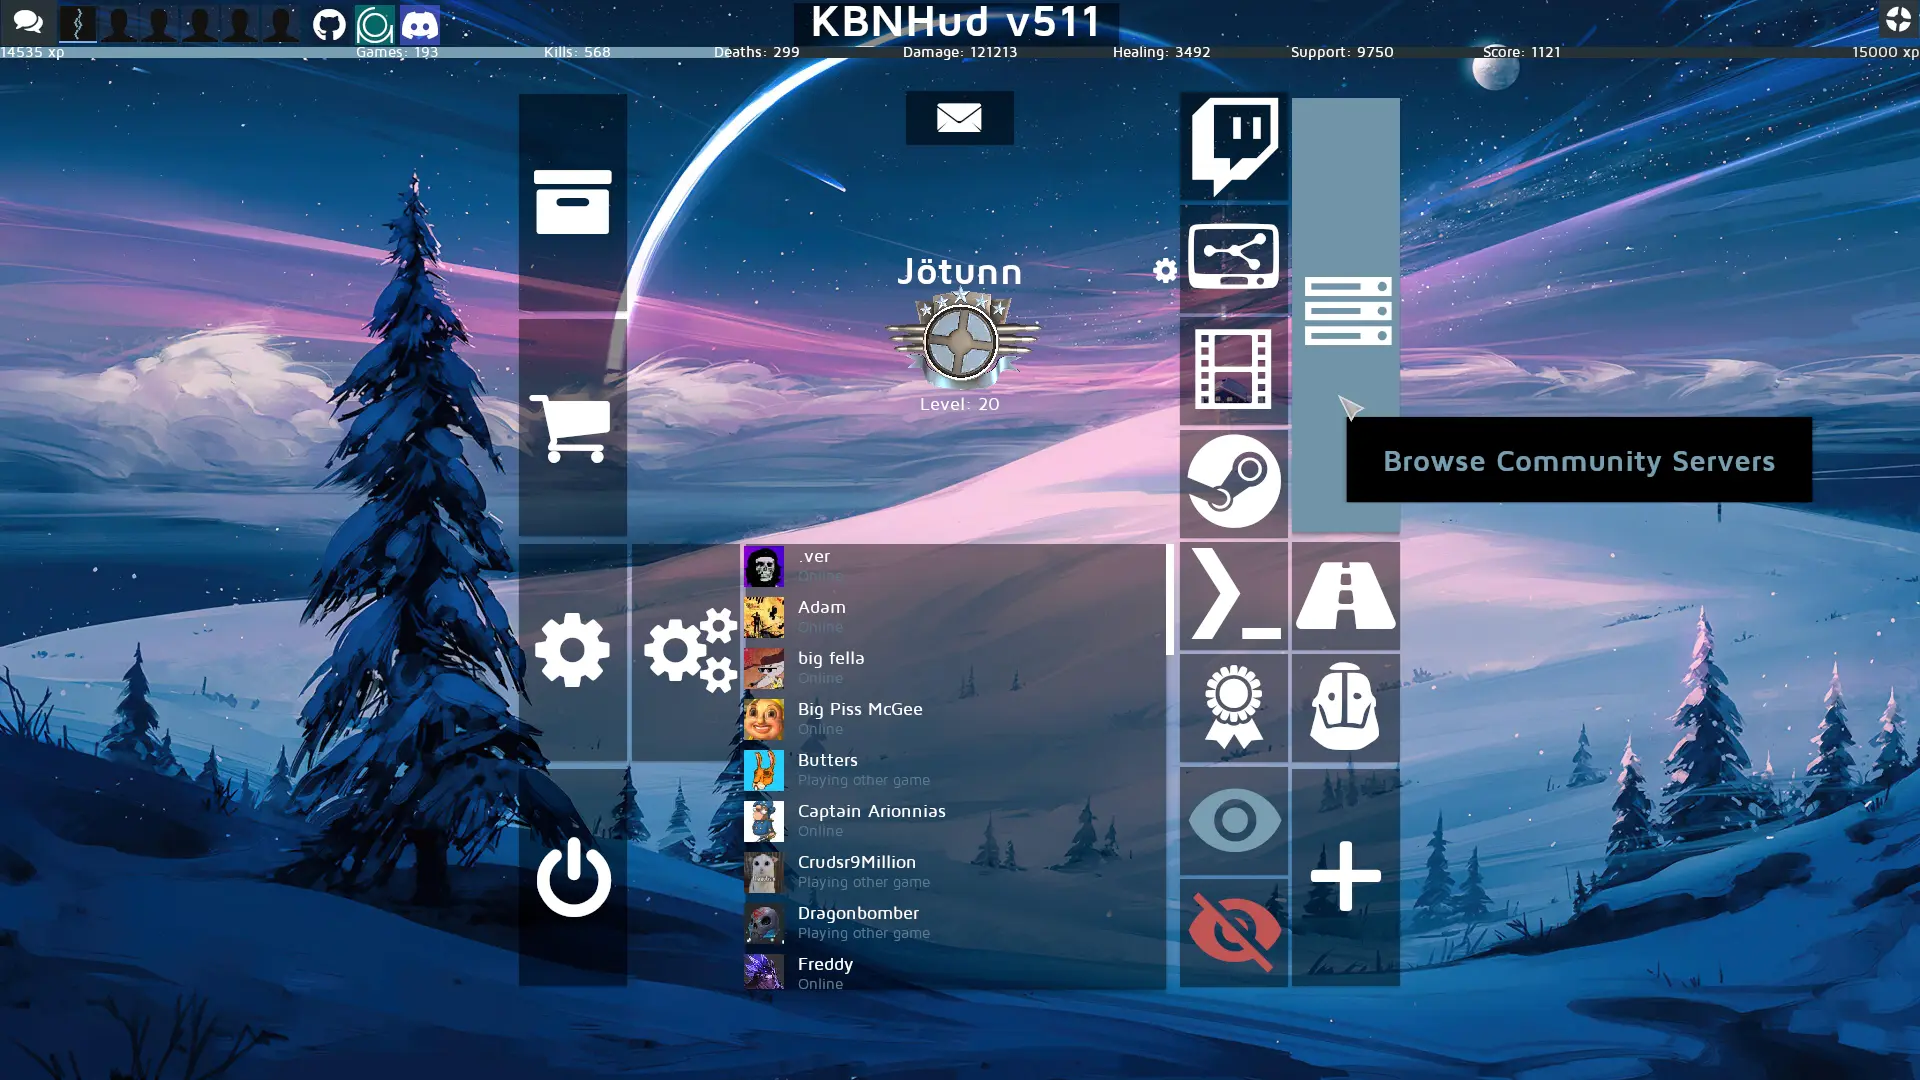 KBNHud v511
14535 xp
Games: 193
Kills: 568
Deaths: 299
Damage: 121213
Healing: 3492
Support: 9750
Score: 1121
15000 xp
Jötunn
Level: 20
Browse Community Servers
.ver
Online
Adam
Online
big fella
Online
Big Piss McGee
Online
Butters
Playing other game
Captain Arionnias
Online
Crudsr9Million
Playing other game
Dragonbomber
Playing other game
Freddy
Online